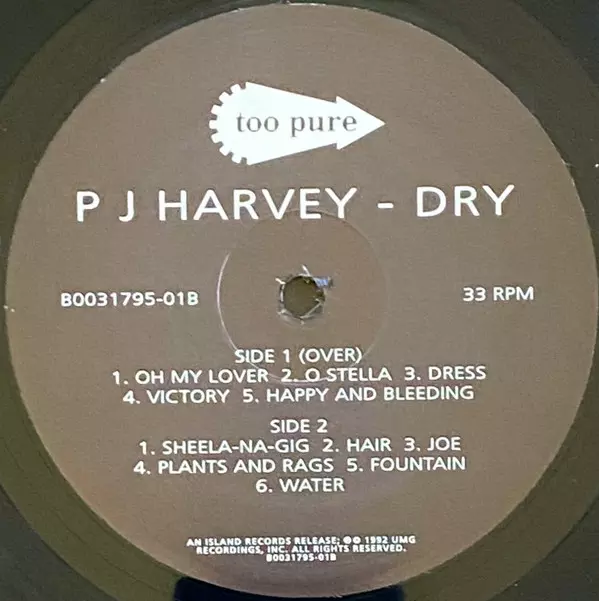 too pure
P J HARVEY - DRY
B0031795-01B
33 RPM
SIDE 1 (OVER)
1. OH MY LOVER 2. O STELLA 3. DRESS
4. VICTORY 5. HAPPY AND BLEEDING
SIDE 2
1. SHEELA-NA-GIG 2. HAIR 3. JOE
4. PLANTS AND RAGS 5. FOUNTAIN
6. WATER
AN ISLAND RECORDS RELEASE; ℗© 1992 UMG
RECORDINGS, INC. ALL RIGHTS RESERVED.
B0031795-01B